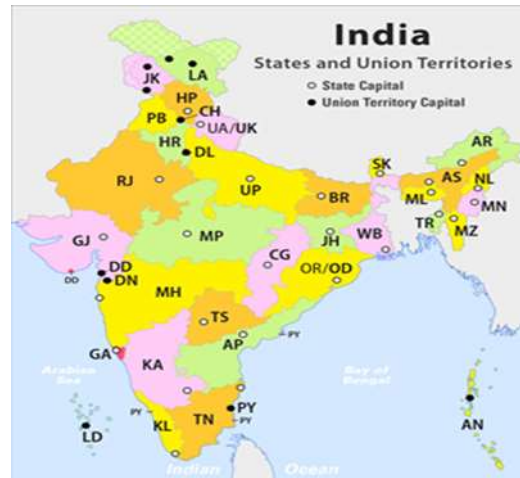 India
States and Union Territories
State Capital
Union Territory Capital
JK
LA
HP
PB
CH
UA/UK
HR
DL
AR
SK
RJ
UP
BR
AS
NL
ML
MN
TR
MZ
GJ
MP
JH
WB
CG
DD
DD
DN
OR/OD
MH
TS
PY
GA
AP
KA
Arabian
Sea
Bay of
Bengal
PY
KL
TN
PY
PY
AN
LD
Indian Ocean